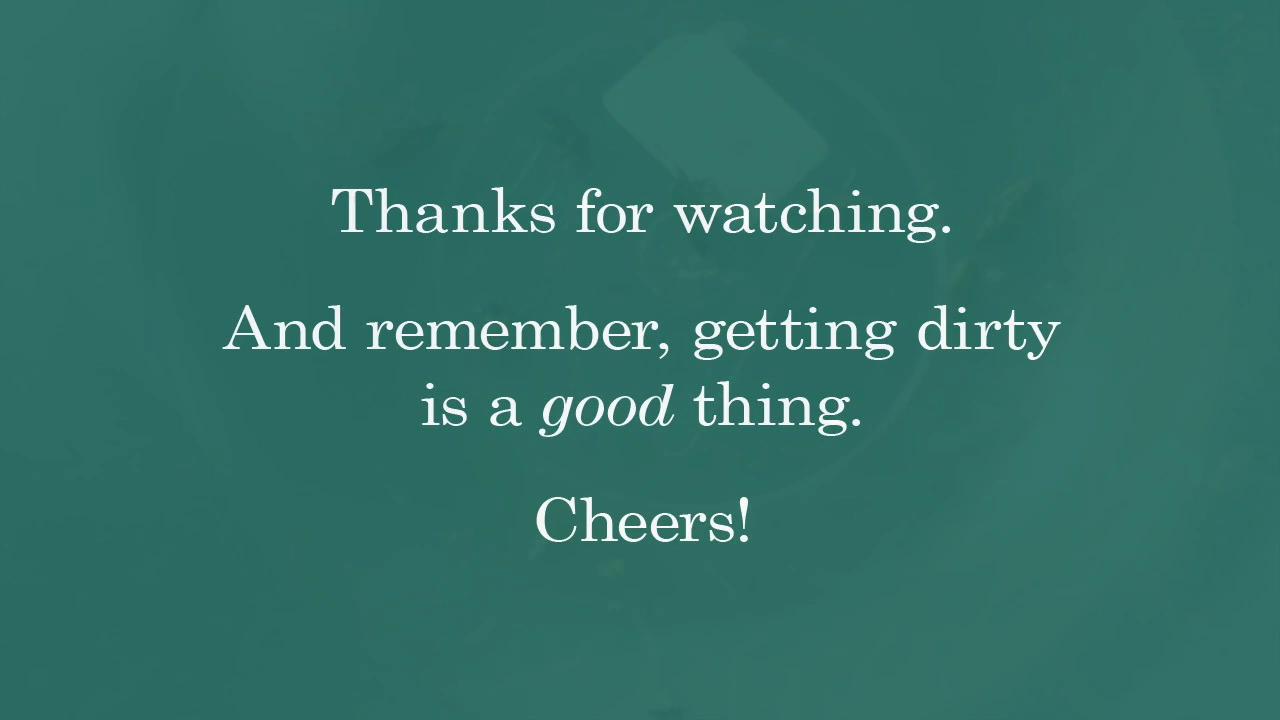 Thanks for watching.
And remember, getting dirty
is a good thing.
Cheers!